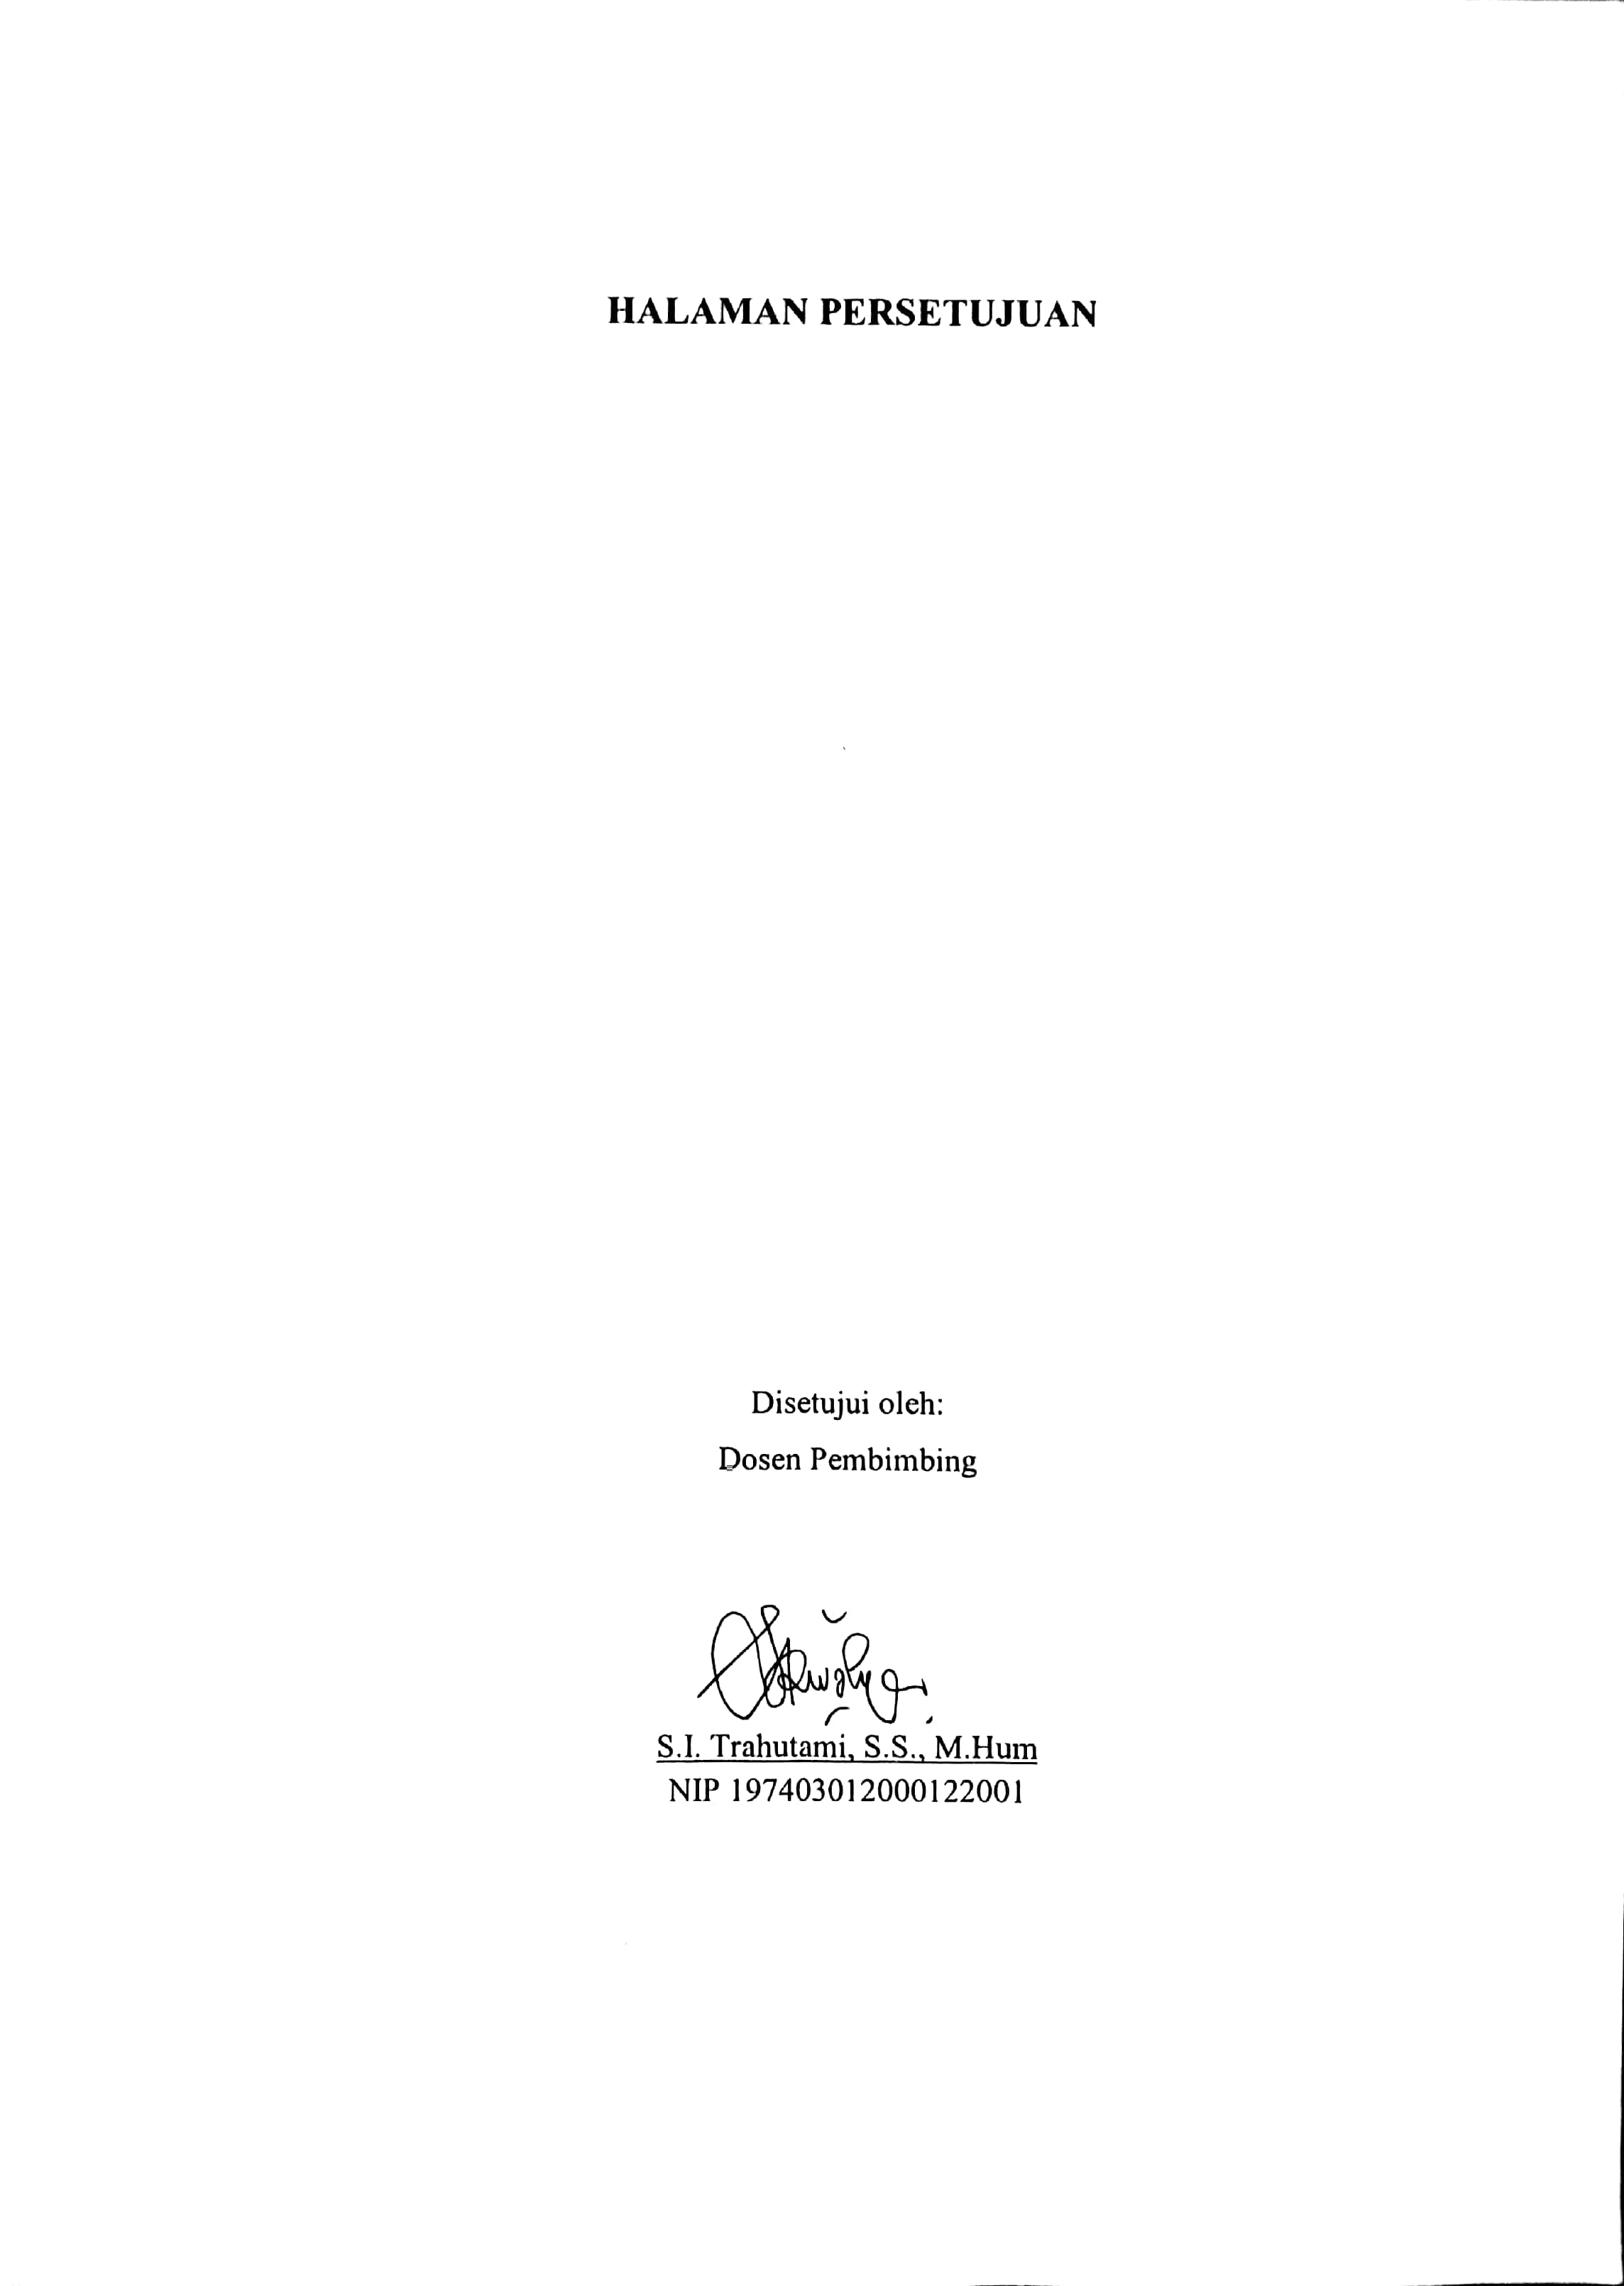 HALAMAN PERSETUJUAN
Disetujui oleh:
Dosen Pembimbing
S.I. Trahutami, S.S., M.Hum
NIP 197403012000122001